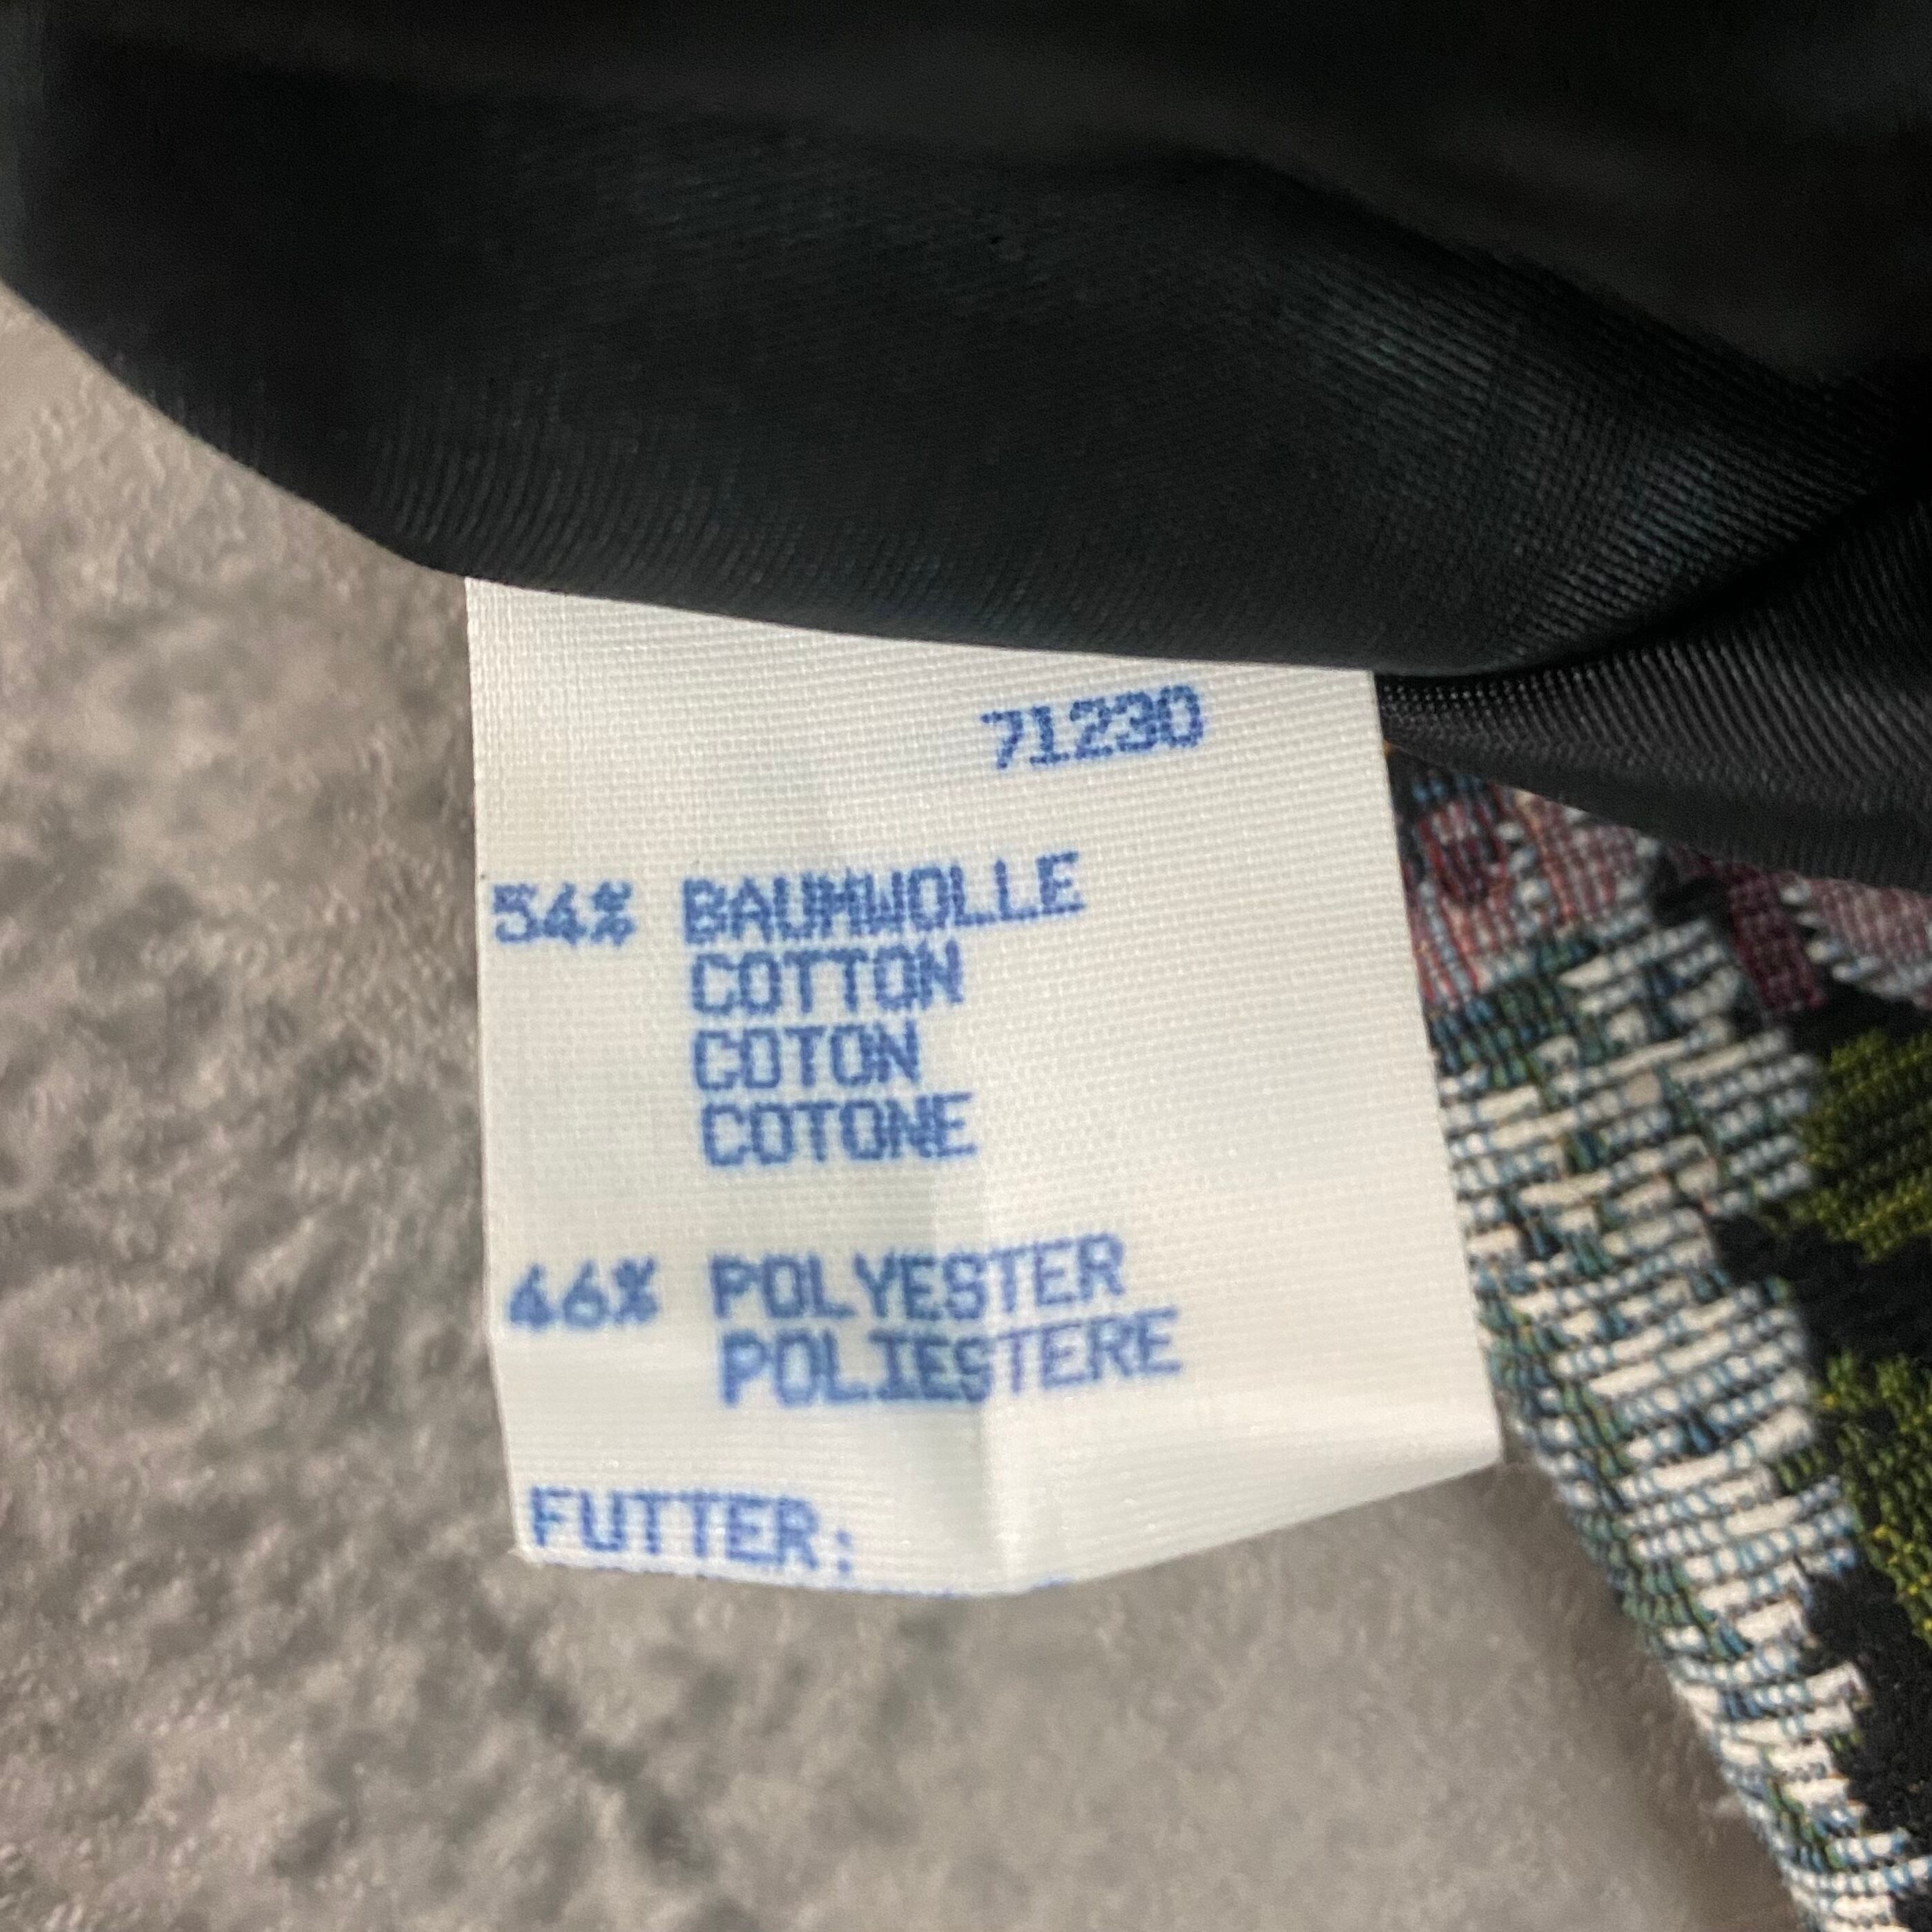 71230
54% BAUMWOLLE
COTTON
COTON
COTONE
46% POLYESTER
POLIESTERE
FUTTER: